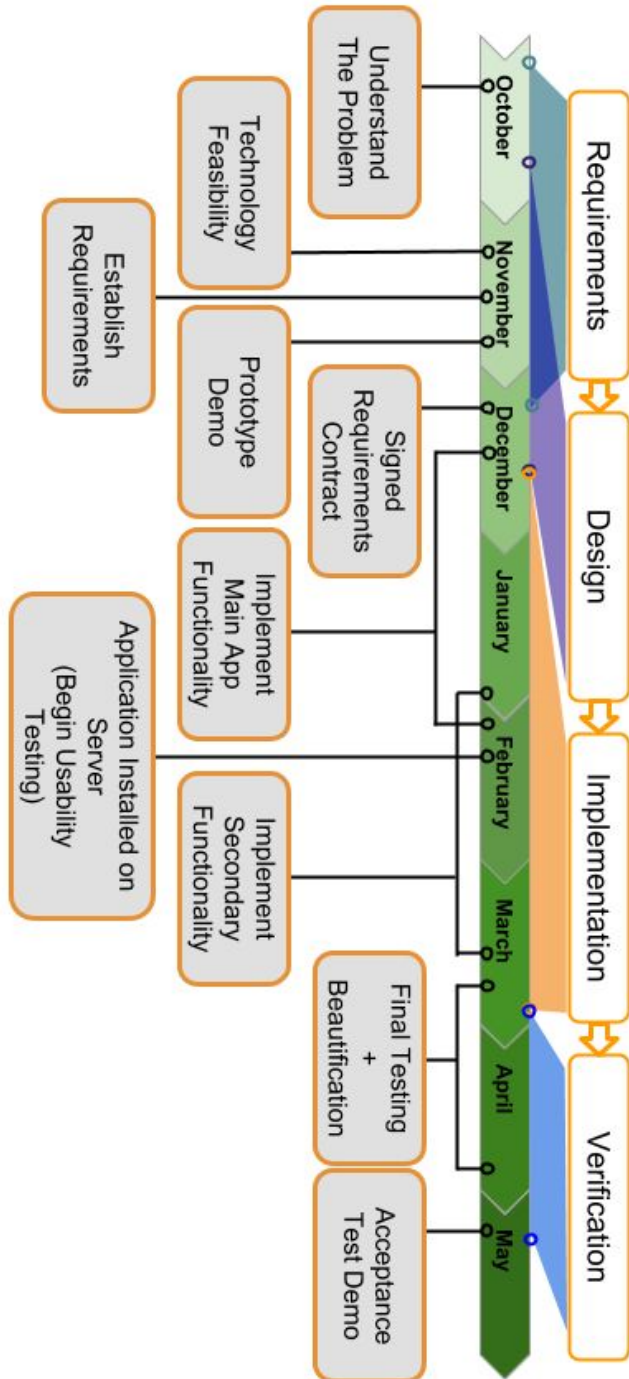 Requirements
Design
Implementation
Verification
October
November
December
January
February
March
April
May
Understand
The Problem
Technology
Feasibility
Establish
Requirements
Prototype
Demo
Signed
Requirements
Contract
Implement
Main App
Functionality
Application Installed on
Server
(Begin Usability
Testing)
Implement
Secondary
Functionality
Final Testing
+
Beautification
Acceptance
Test Demo